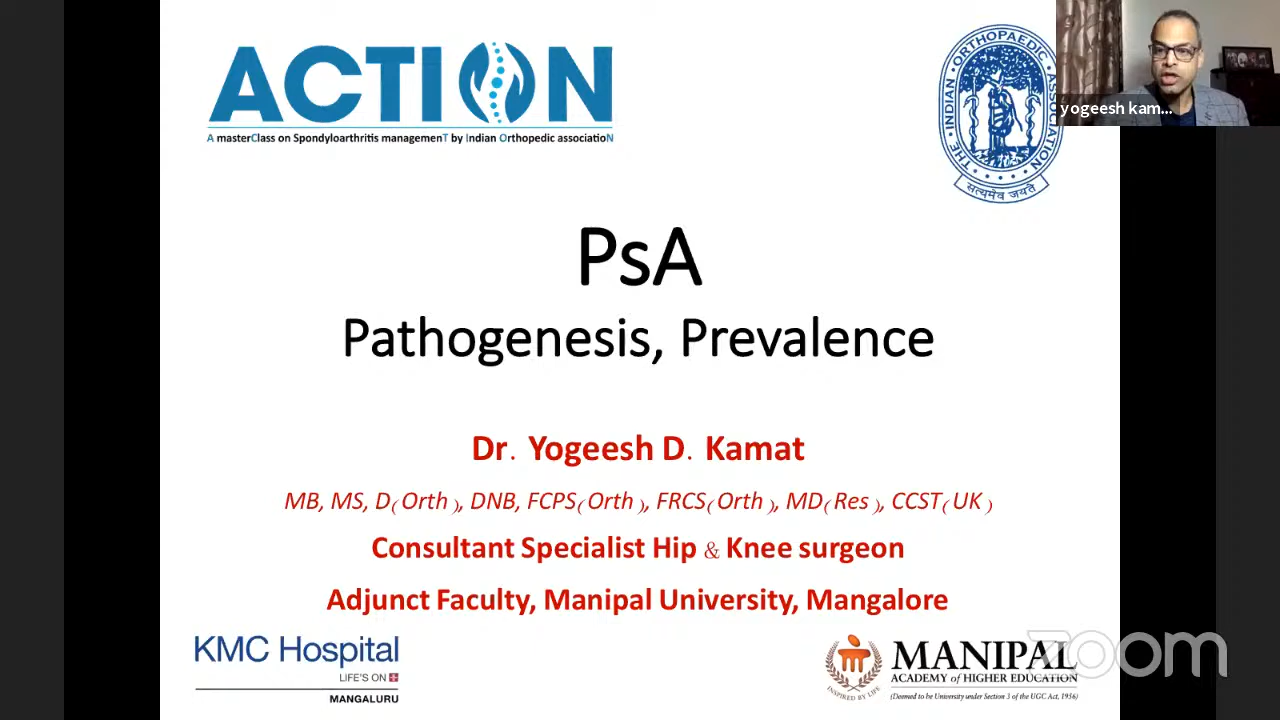 ACTION
A masterClass on Spondyloarthritis managemenT by Indian Orthopedic associatioN
THE INDIAN ORTHOPAEDIC ASSOCIATION
सत्यमेव जयते
yogeesh kam...
PsA
Pathogenesis, Prevalence
Dr. Yogeesh D. Kamat
MB, MS, D(Orth), DNB, FCPS(Orth), FRCS(Orth), MD(Res), CCST(UK)
Consultant Specialist Hip & Knee surgeon
Adjunct Faculty, Manipal University, Mangalore
KMC Hospital
LIFE'S ON
MANGALURU
INSPIRED BY LIFE
MANIPAL
ACADEMY of HIGHER EDUCATION
(Deemed to be University under Section 3 of the UGC Act, 1956)
zoom